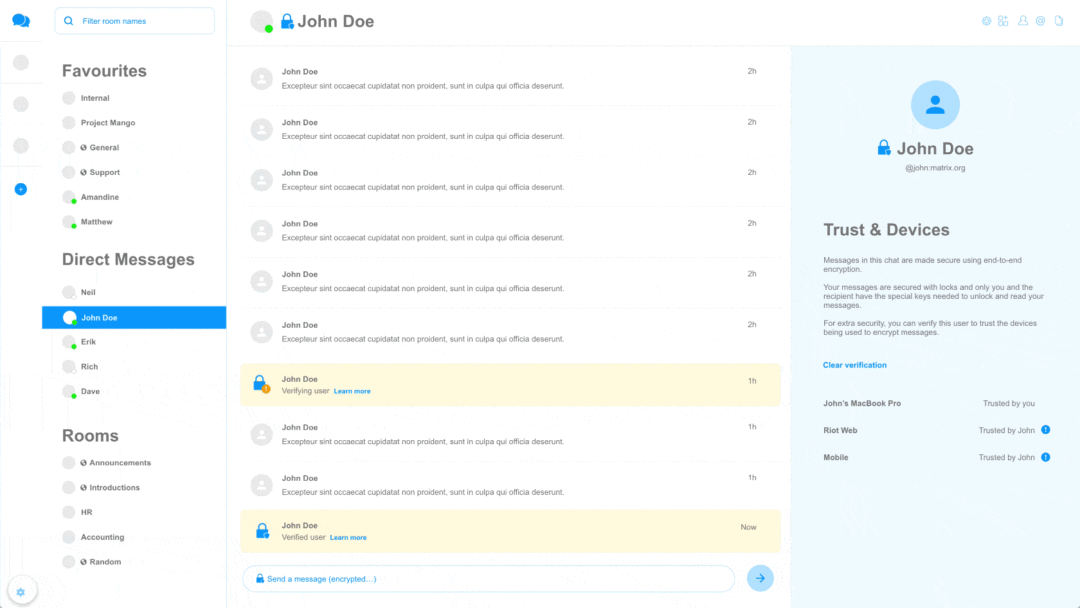 Filter room names
Favourites
Internal
Project Mango
General
Support
Amandine
Matthew
Direct Messages
Neil
John Doe
Erik
Rich
Dave
Rooms
Announcements
Introductions
HR
Accounting
Random
John Doe
John Doe 2h
Excepteur sint occaecat cupidatat non proident, sunt in culpa qui officia deserunt.
John Doe 2h
Excepteur sint occaecat cupidatat non proident, sunt in culpa qui officia deserunt.
John Doe 2h
Excepteur sint occaecat cupidatat non proident, sunt in culpa qui officia deserunt.
John Doe 2h
Excepteur sint occaecat cupidatat non proident, sunt in culpa qui officia deserunt.
John Doe 2h
Excepteur sint occaecat cupidatat non proident, sunt in culpa qui officia deserunt.
John Doe 2h
Excepteur sint occaecat cupidatat non proident, sunt in culpa qui officia deserunt.
John Doe 1h
Verifying user Learn more
John Doe 1h
Excepteur sint occaecat cupidatat non proident, sunt in culpa qui officia deserunt.
John Doe 1h
Excepteur sint occaecat cupidatat non proident, sunt in culpa qui officia deserunt.
John Doe Now
Verified user Learn more
Send a message (encrypted…)
John Doe
@john:matrix.org
Trust & Devices
Messages in this chat are made secure using end-to-end
encryption.
Your messages are secured with locks and only you and the
recipient have the special keys needed to unlock and read your
messages.
For extra security, you can verify this user to trust the devices
being used to encrypt messages.
Clear verification
John's MacBook Pro Trusted by you
Riot Web Trusted by John
Mobile Trusted by John